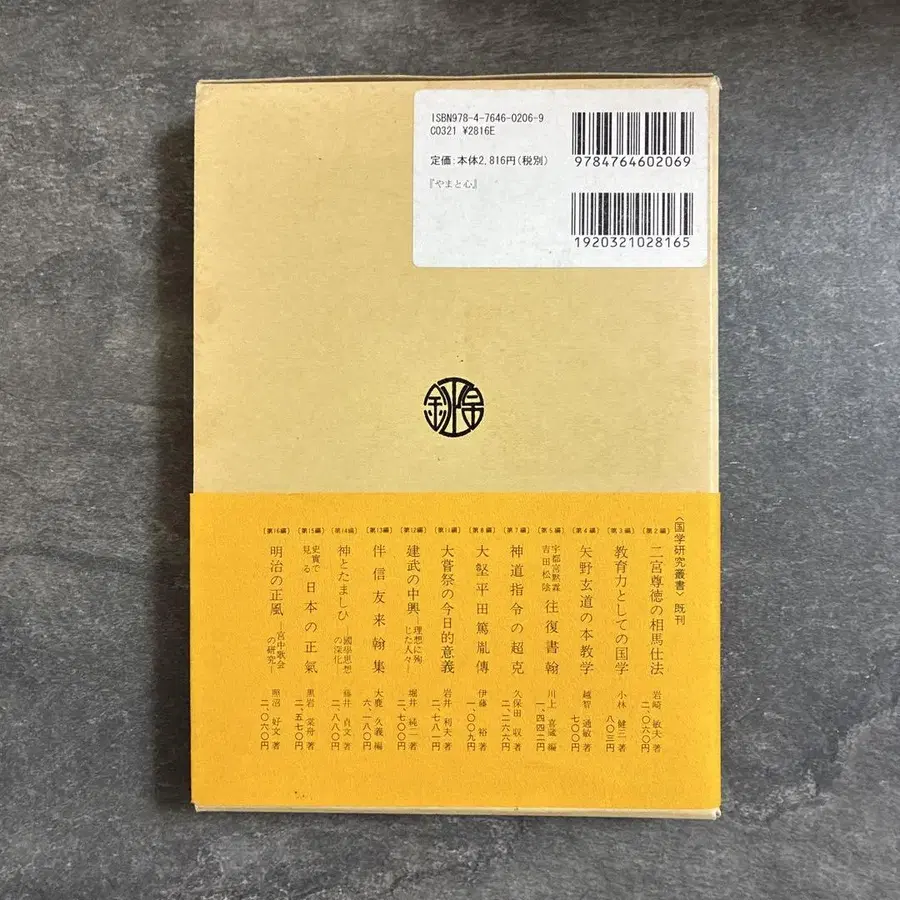 ISBN978-4-7646-0206-9
C0321 ¥2816E
定価:本体2,816円(税別)
『やまと心』
9784764602069
1920321028165
〈国学研究叢書〉既刊
〔第2編〕 二宮尊徳の相馬仕法 岩崎 敏夫 著 二、〇六〇円
〔第3編〕 教育力としての国学 小林 健三 著 八〇三円
〔第4編〕 矢野玄道の本教学 越智 通敏 著 七〇〇円
〔第5編〕 宇都宮黙霖 吉田松陰 往復書翰 川上 喜蔵 編 一、四四二円
〔第7編〕 神道指令の超克 久保田 収 著 二、二六六円
〔第8編〕 大壑平田篤胤傳 伊藤 裕 著 一、〇〇九円
〔第11編〕 大嘗祭の今日的意義 岩井 利夫 著 二、七八一円
〔第12編〕 建武の中興―理想に殉じた人々― 堀井 純二 著 二、七〇〇円
〔第13編〕 伴信友来翰集 大鹿 久義 編 六、一八〇円
〔第14編〕 神とたましひ―國學思想の深化 藤井 貞文 著 二、八八〇円
〔第15編〕 史實で見る 日本の正氣 黒岩 棠舟 著 二、五七〇円
〔第16編〕 明治の正風―宮中歌会の研究― 照沼 好文 著 二、〇六〇円